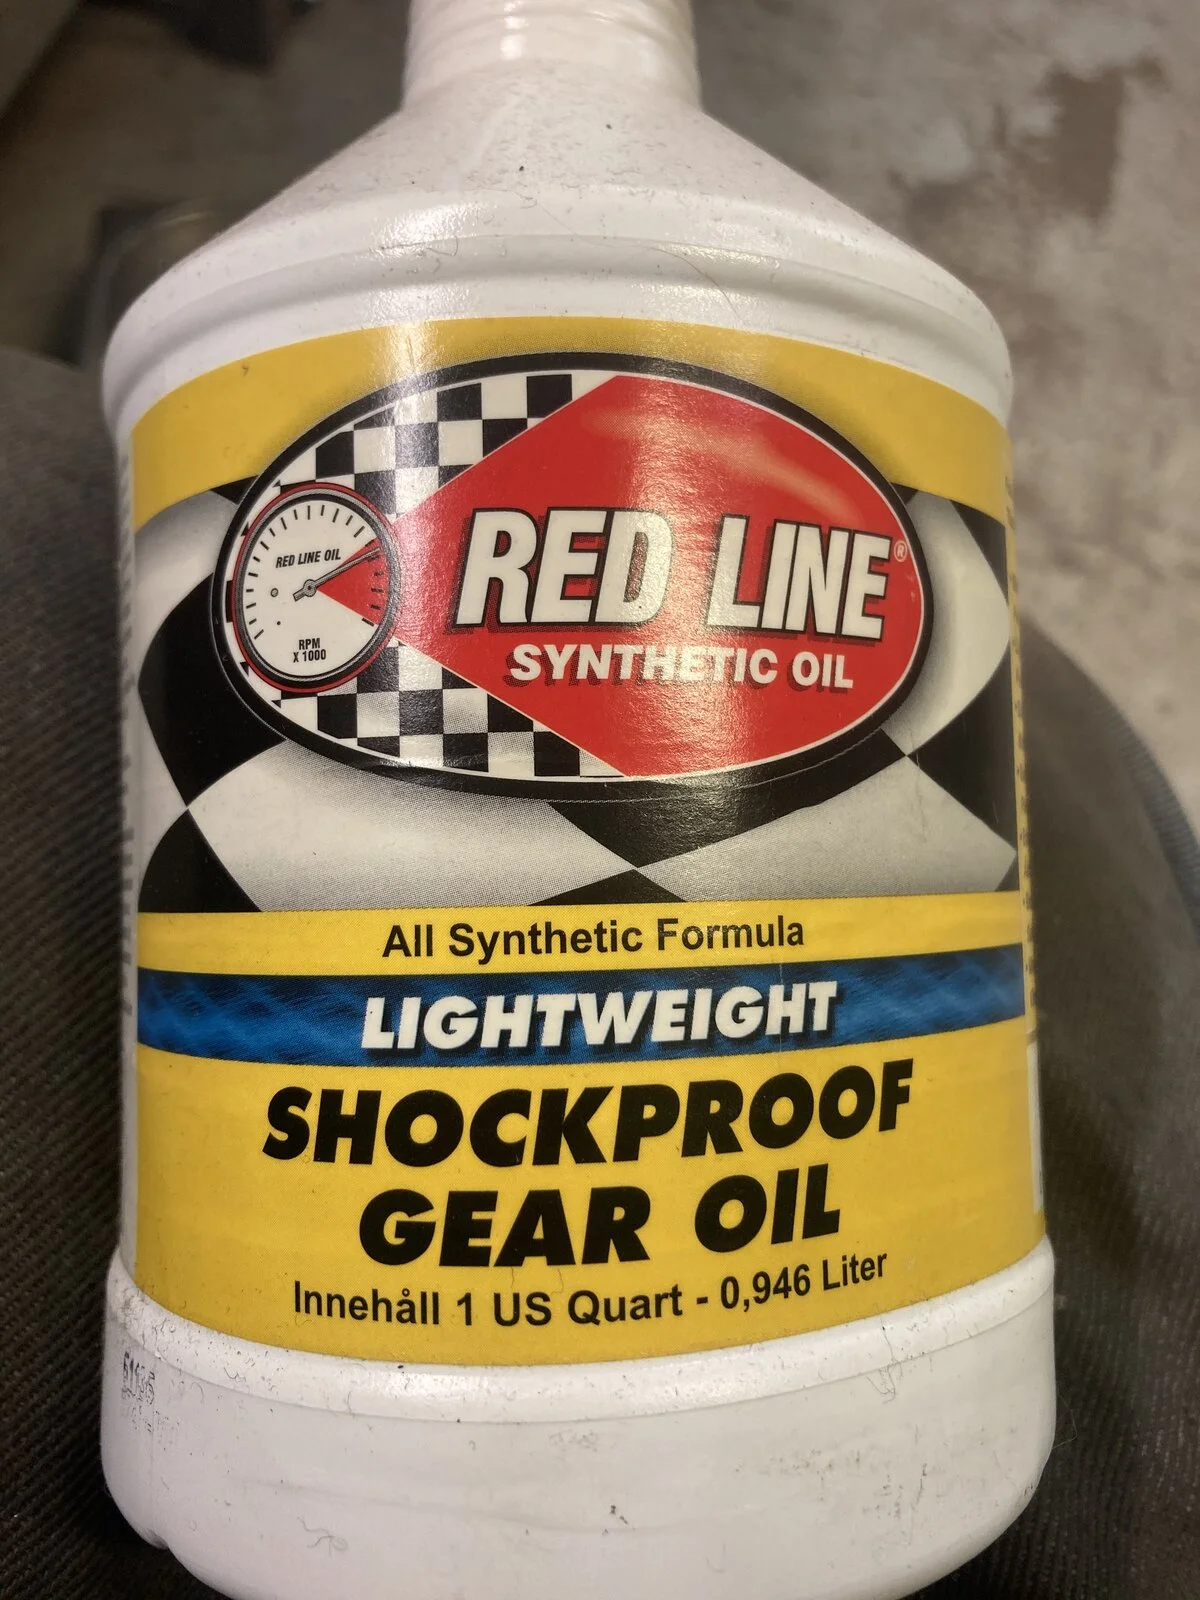 RED LINE OIL
RPM
X 1000
RED LINE®
SYNTHETIC OIL
All Synthetic Formula
LIGHTWEIGHT
SHOCKPROOF
GEAR OIL
Innehåll 1 US Quart - 0,946 Liter